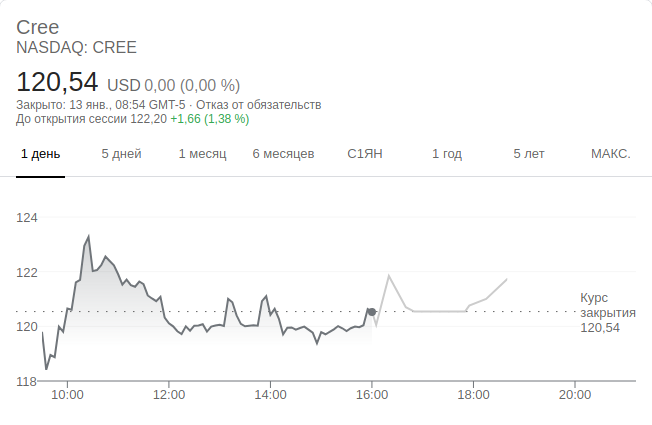 Cree
NASDAQ: CREE
120,54 USD 0,00 (0,00 %)
Закрыто: 13 янв., 08:54 GMT-5 · Отказ от обязательств
До открытия сессии 122,20 +1,66 (1,38 %)
1 день 5 дней 1 месяц 6 месяцев С1ЯН 1 год 5 лет МАКС.
124
122
Курс
закрытия
120
120,54
118
10:00 12:00 14:00 16:00 18:00 20:00